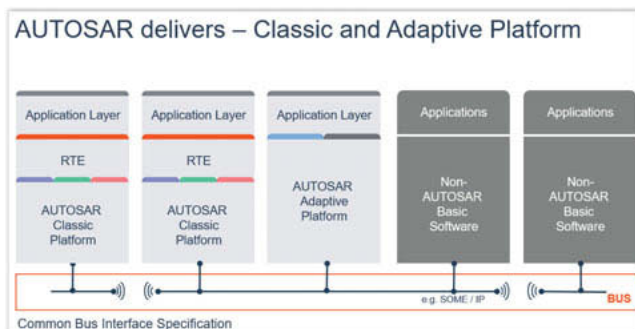 AUTOSAR delivers – Classic and Adaptive Platform
Application Layer
RTE
AUTOSAR
Classic
Platform
Application Layer
RTE
AUTOSAR
Classic
Platform
Application Layer
AUTOSAR
Adaptive
Platform
Applications
Non-
AUTOSAR
Basic
Software
Applications
Non-
AUTOSAR
Basic
Software
e.g. SOME / IP
BUS
Common Bus Interface Specification